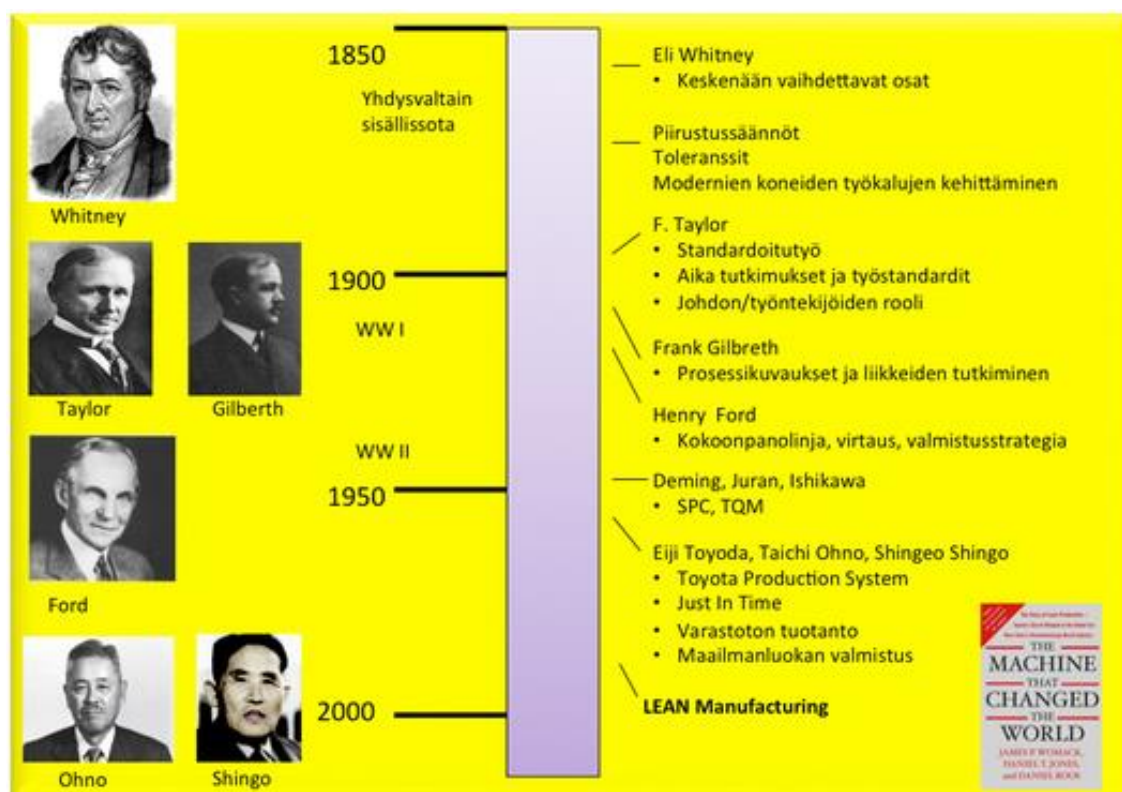 Whitney
Taylor
Gilberth
Ford
Ohno
Shingo
1850
Yhdysvaltain
sisällissota
1900
WW I
WW II
1950
2000
Eli Whitney
• Keskenään vaihdettavat osat
Piirustussäännöt
Toleranssit
Modernien koneiden työkalujen kehittäminen
F. Taylor
• Standardoitutyö
• Aika tutkimukset ja työstandardit
• Johdon/työntekijöiden rooli
Frank Gilbreth
• Prosessikuvaukset ja liikkeiden tutkiminen
Henry Ford
• Kokoonpanolinja, virtaus, valmistusstrategia
Deming, Juran, Ishikawa
• SPC, TQM
Eiji Toyoda, Taichi Ohno, Shingeo Shingo
• Toyota Production System
• Just In Time
• Varastoton tuotanto
• Maailmanluokan valmistus
LEAN Manufacturing
THE
MACHINE
THAT
CHANGED
THE
WORLD
JAMES P. WOMACK,
DANIEL T. JONES,
and DANIEL ROOS